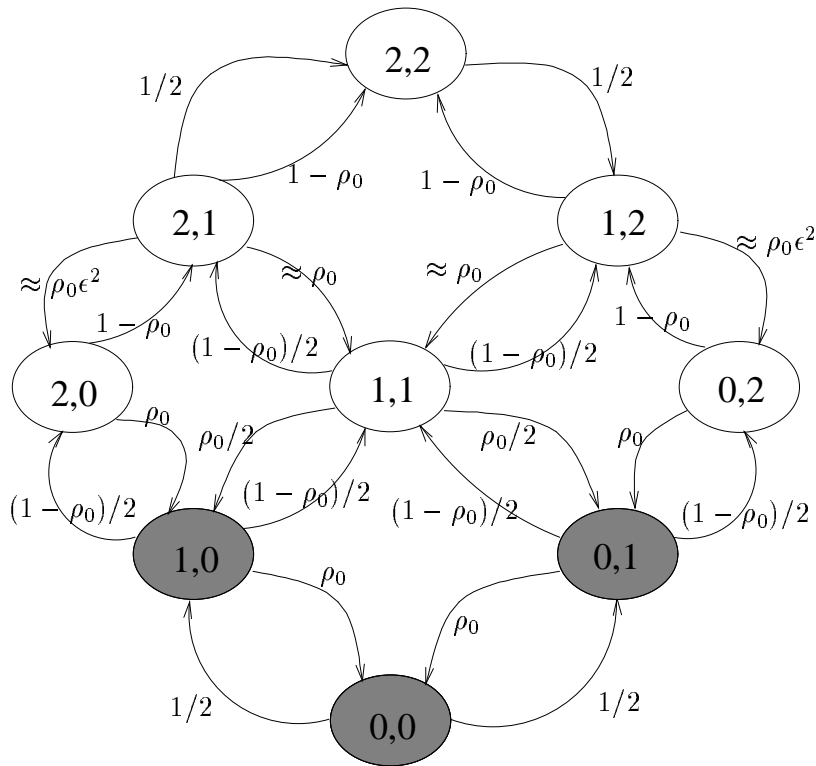 2,2
1/2
1/2
1 − ρ₀
1 − ρ₀
2,1
1,2
≈ ρ₀ϵ²
≈ ρ₀
≈ ρ₀
≈ ρ₀ϵ²
1 − ρ₀
(1 − ρ₀)/2
(1 − ρ₀)/2
1 − ρ₀
2,0
1,1
0,2
ρ₀
ρ₀/2
ρ₀/2
ρ₀
(1 − ρ₀)/2
(1 − ρ₀)/2
(1 − ρ₀)/2
(1 − ρ₀)/2
1,0
0,1
ρ₀
ρ₀
1/2
1/2
0,0